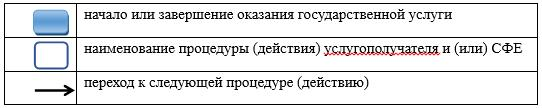 начало или завершение оказания государственной услуги
наименование процедуры (действия) услугополучателя и (или) СФЕ
переход к следующей процедуре (действию)